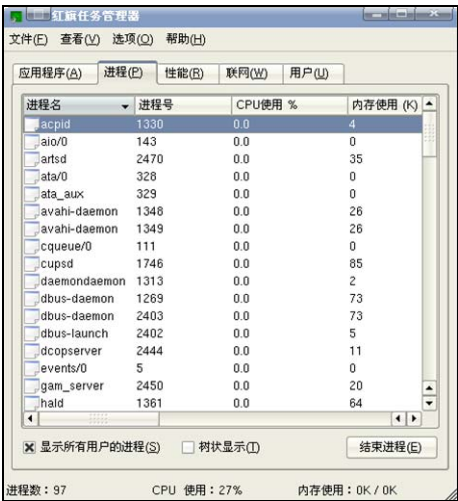 红旗任务管理器
文件(F) 查看(V) 选项(O) 帮助(H)
应用程序(A) 进程(P) 性能(R) 联网(W) 用户(U)
进程名 进程号 CPU使用 % 内存使用 (K)
acpid 1330 0.0 4
aio/0 143 0.0 0
artsd 2470 0.0 35
ata/0 328 0.0 0
ata_aux 329 0.0 0
avahi-daemon 1348 0.0 26
avahi-daemon 1349 0.0 26
cqueue/0 111 0.0 0
cupsd 1746 0.0 85
daemondaemon 1313 0.0 2
dbus-daemon 1269 0.0 73
dbus-daemon 2403 0.0 73
dbus-launch 2402 0.0 5
dcopserver 2444 0.0 11
events/0 5 0.0 0
gam_server 2450 0.0 20
hald 1361 0.0 64
显示所有用户的进程(S) 树状显示(T) 结束进程(E)
进程数：97 CPU 使用：27% 内存使用：0K / 0K